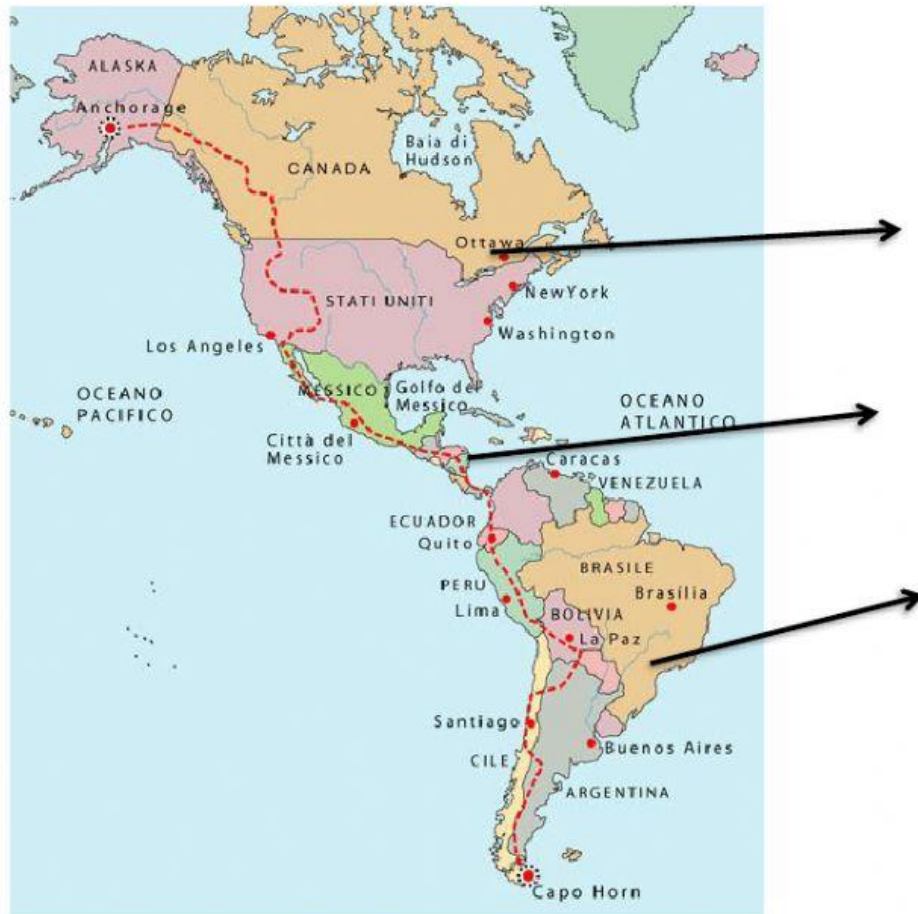 ALASKA
Anchorage
Baia di
Hudson
CANADA
Ottawa
NewYork
STATI UNITI
Washington
Los Angeles
OCEANO
PACIFICO
MESSICO
Golfo del
Messico
OCEANO
ATLANTICO
Città del
Messico
Caracas
VENEZUELA
ECUADOR
Quito
BRASILE
PERU
Lima
Brasília
BOLIVIA
La Paz
Santiago
Buenos Aires
CILE
ARGENTINA
Capo Horn